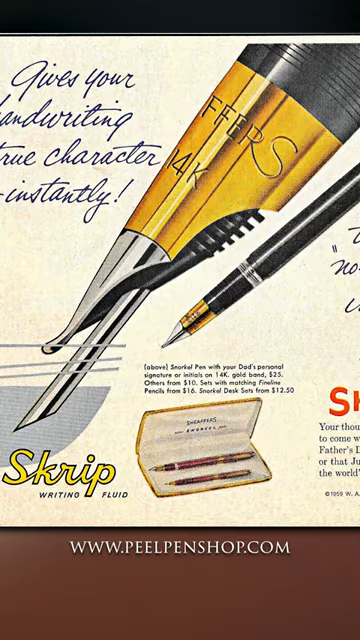 Gives your
handwriting
true character
-instantly!
FFERS
14K
(above) Snorkel Pen with your Dad's personal
signature or initials on 14K. gold band, $25.
Others from $10. Sets with matching Fineline
Pencils from $16. Snorkel Desk Sets from $12.50
SHEAFFER'S
SNORKEL
Skrip
WRITING FLUID
Your thou
to come w
Father's D
or that Ju
the world'
©1959 W. A.
WWW.PEELPENSHOP.COM